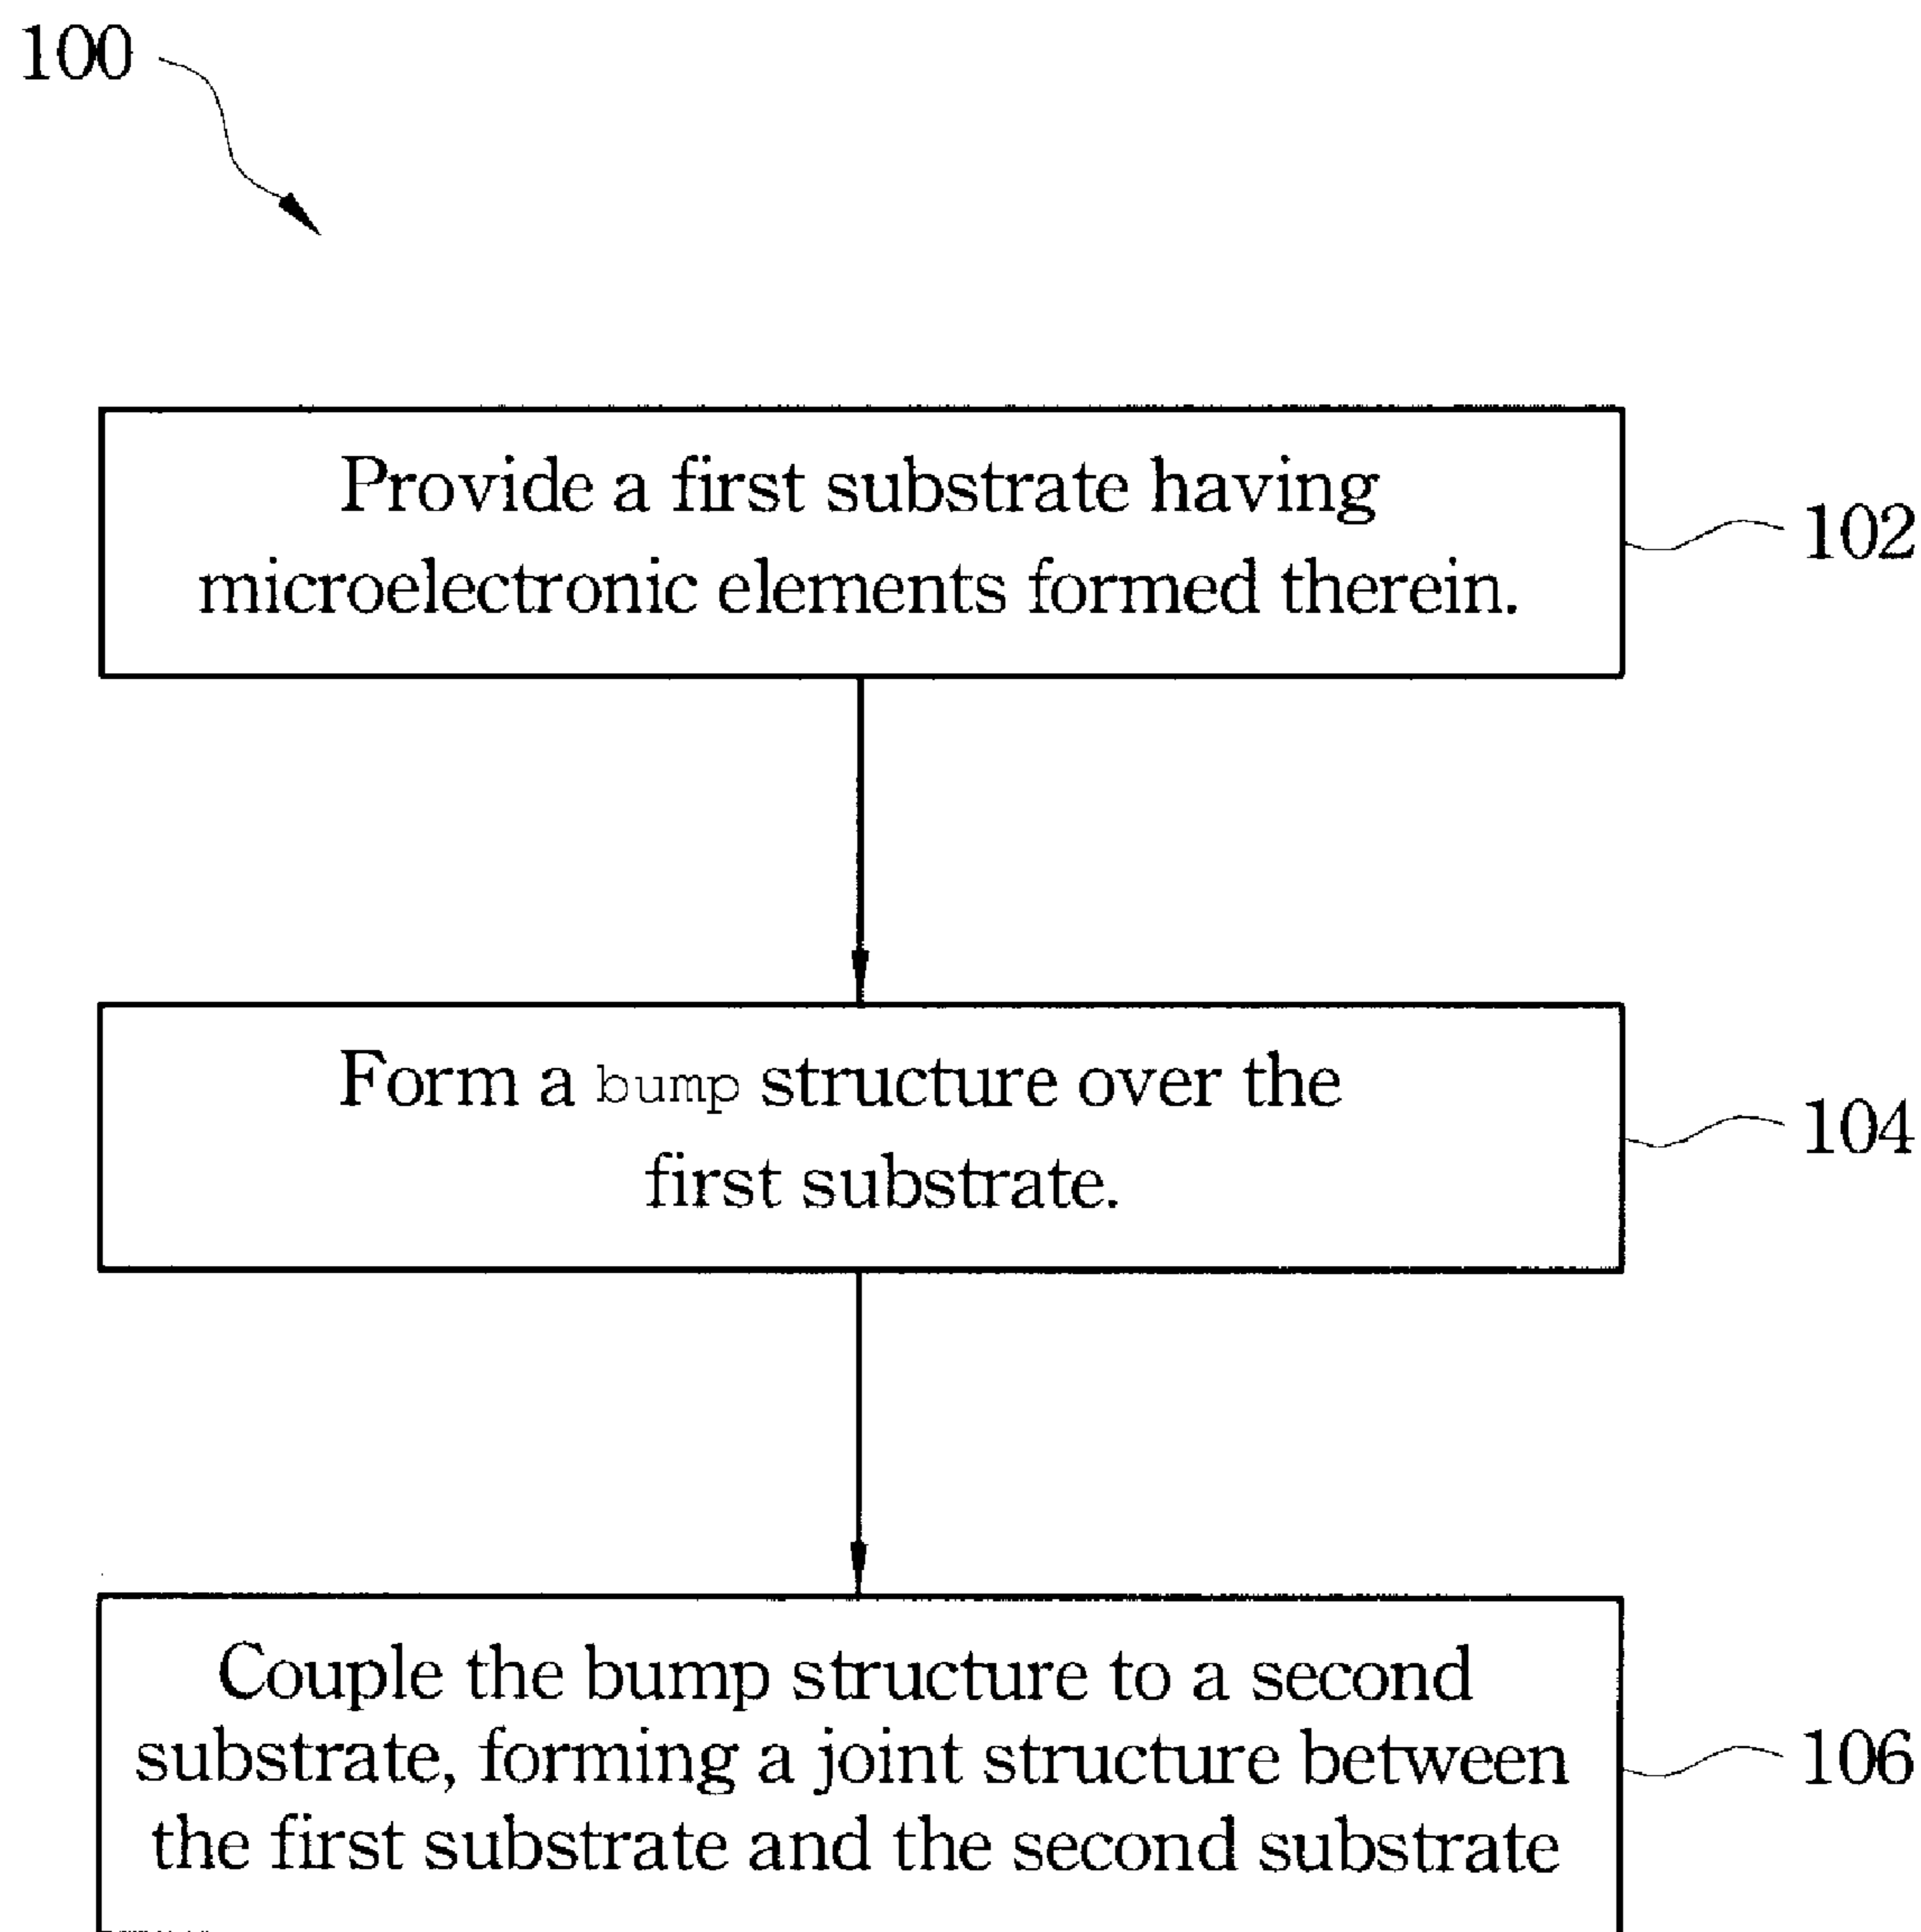 100
Provide a first substrate having
microelectronic elements formed therein.
102
Form a bump structure over the
first substrate.
104
Couple the bump structure to a second
substrate, forming a joint structure between
the first substrate and the second substrate
106